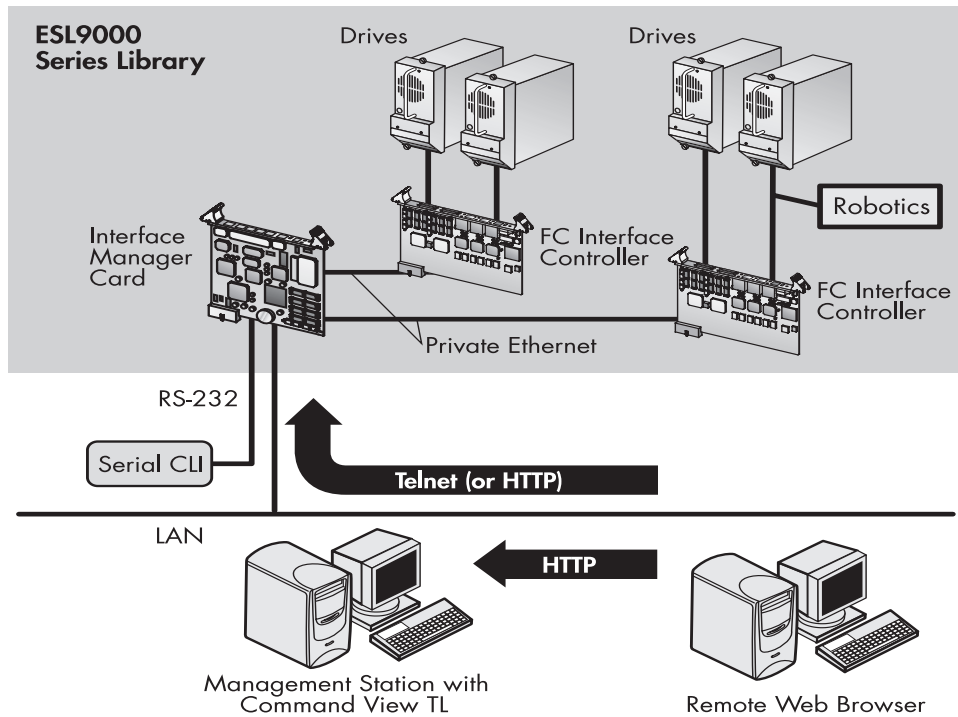 ESL9000
Series Library
Drives
Drives
Robotics
Interface
Manager
Card
FC Interface
Controller
FC Interface
Controller
Private Ethernet
RS-232
Serial CLI
Telnet (or HTTP)
LAN
HTTP
Management Station with
Command View TL
Remote Web Browser